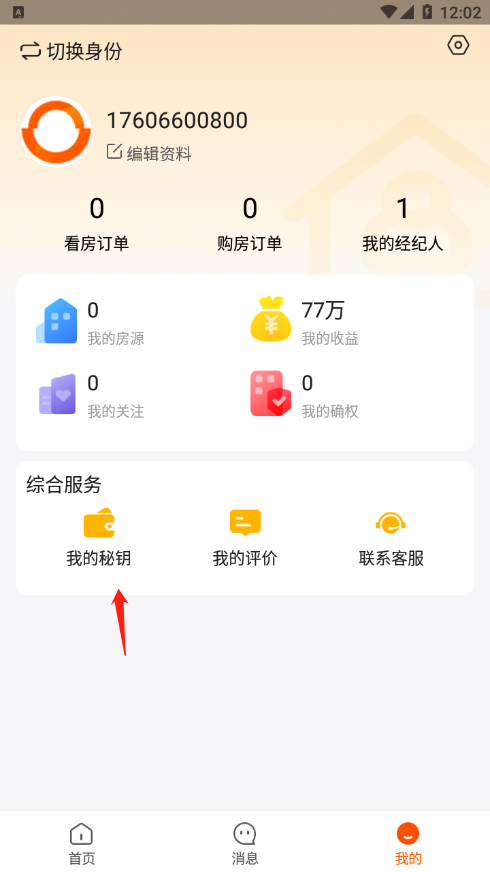 A 12:02
切换身份
17606600800
编辑资料
0 0 1
看房订单 购房订单 我的经纪人
0 77万
我的房源 我的收益
0 0
我的关注 我的确权
综合服务
我的秘钥 我的评价 联系客服
首页 消息 我的